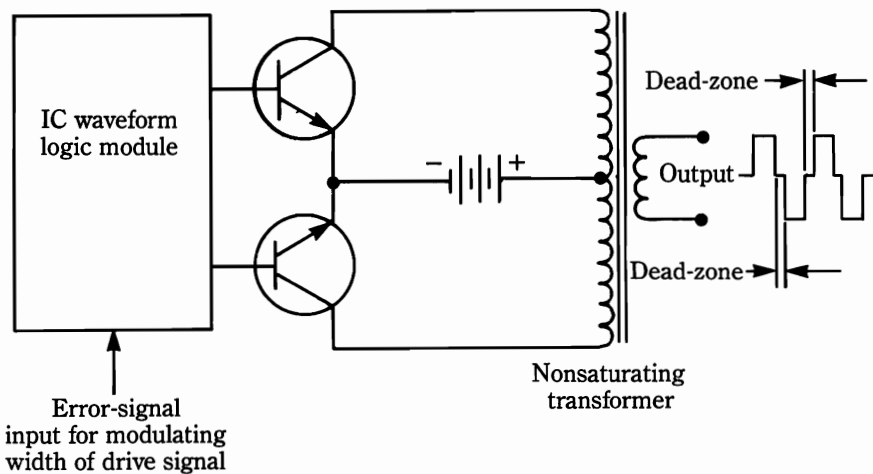 IC waveform
logic module
Error-signal
input for modulating
width of drive signal
− +
Nonsaturating
transformer
Dead-zone
Output
Dead-zone